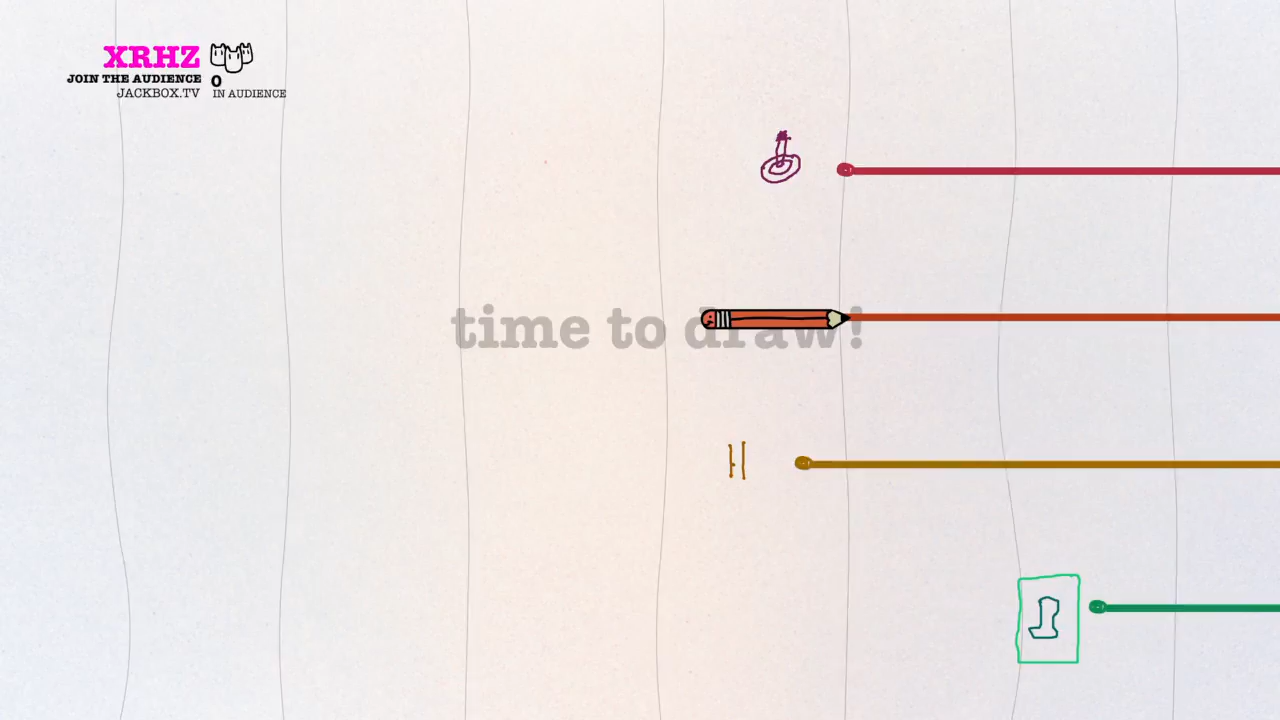 XRHZ
JOIN THE AUDIENCE
JACKBOX.TV
0
IN AUDIENCE
time to draw!